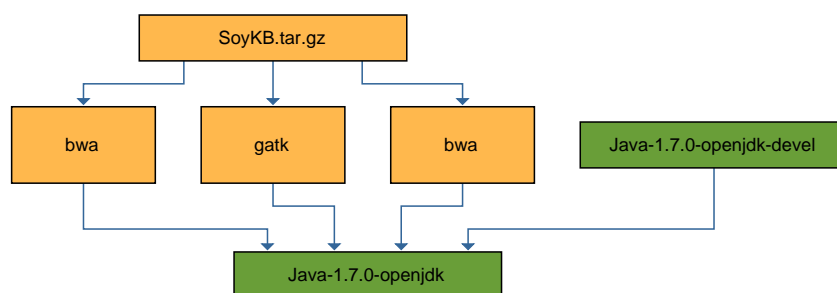 SoyKB.tar.gz
bwa
gatk
bwa
Java-1.7.0-openjdk-devel
Java-1.7.0-openjdk